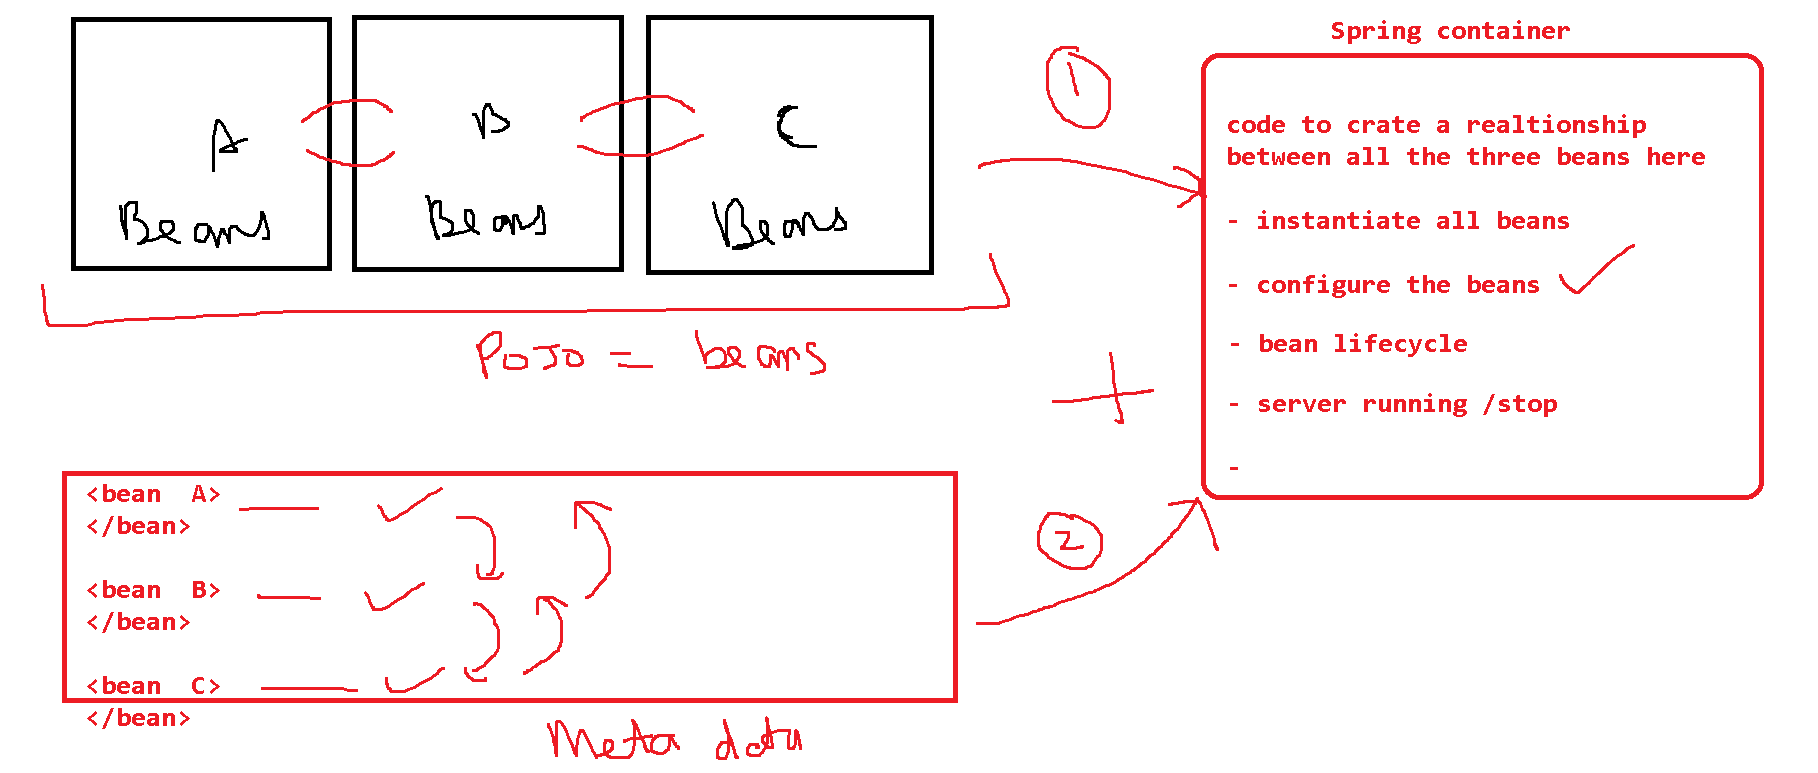 A
Beans
B
Beans
C
Beans
POJO = beans
1
Spring container
code to crate a realtionship
between all the three beans here
- instantiate all beans
- configure the beans
- bean lifecycle
- server running /stop
-
+
2
<bean  A>
</bean>
<bean  B>
</bean>
<bean  C>
</bean>
Meta data